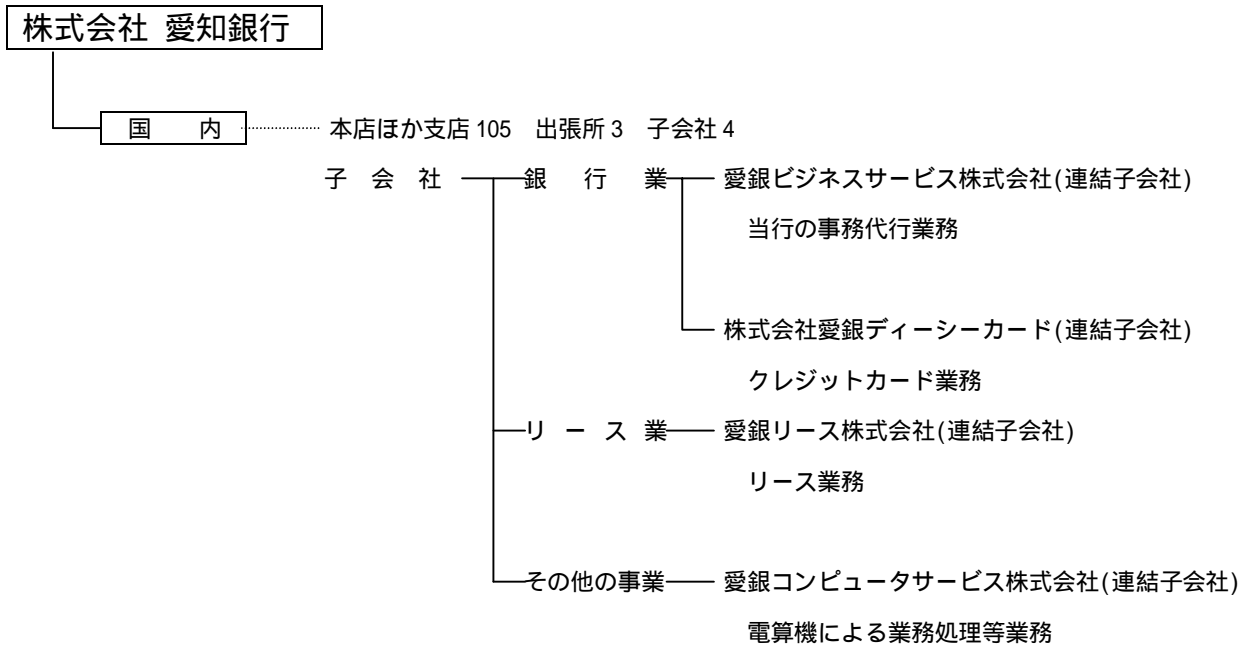 株式会社 愛知銀行
国 内 本店ほか支店 105 出張所 3 子会社 4
子 会 社 銀 行 業 愛銀ビジネスサービス株式会社(連結子会社)
当行の事務代行業務
株式会社愛銀ディーシーカード(連結子会社)
クレジットカード業務
リ ー ス 業 愛銀リース株式会社(連結子会社)
リース業務
その他の事業 愛銀コンピュータサービス株式会社(連結子会社)
電算機による業務処理等業務